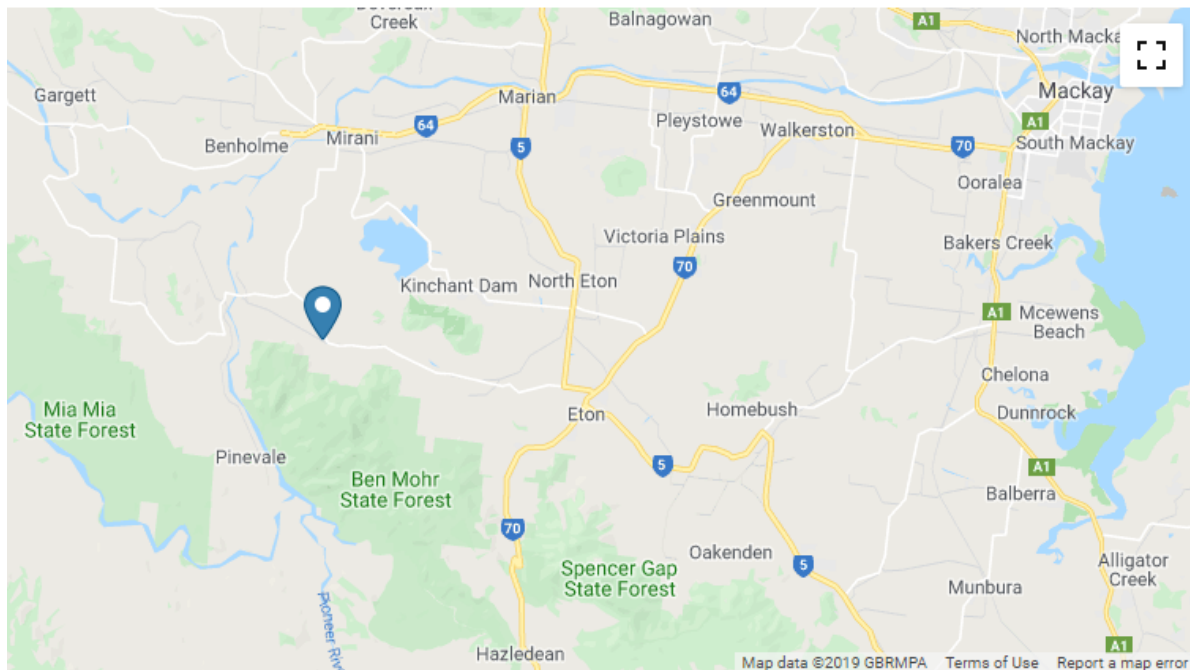 Devereux
Creek
Balnagowan
A1
North Macka
Gargett
Marian
64
Mackay
Benholme
Mirani
64
5
Pleystowe
Walkerston
A1
70
South Mackay
Ooralea
Greenmount
Victoria Plains
Bakers Creek
70
Kinchant Dam
North Eton
A1
Mcewens
Beach
Chelona
Mia Mia
State Forest
Eton
Homebush
Dunnrock
Pinevale
5
A1
Ben Mohr
State Forest
Balberra
70
Oakenden
5
Spencer Gap
State Forest
Alligator
Creek
Munbura
Pioneer Riv
Hazledean
A1
Map data ©2019 GBRMPA Terms of Use Report a map error